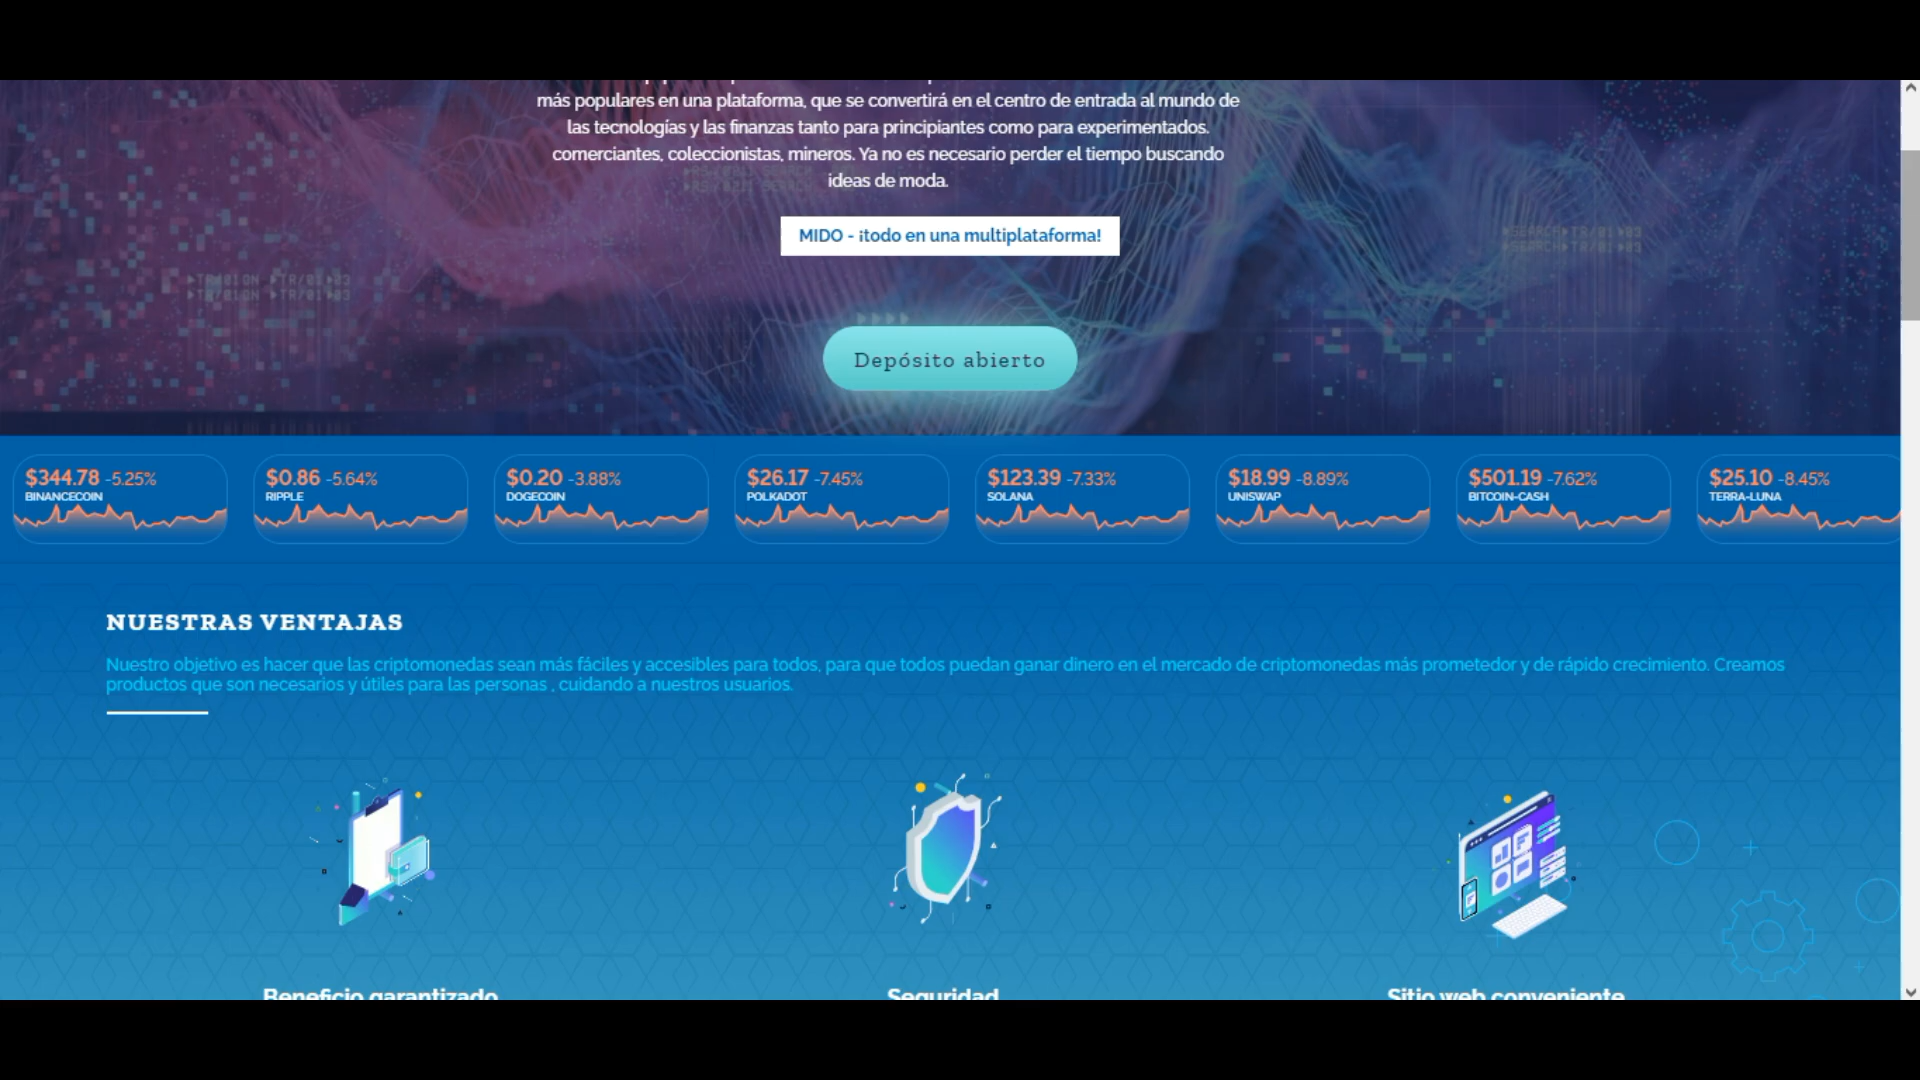 más populares en una plataforma, que se convertirá en el centro de entrada al mundo de
las tecnologías y las finanzas tanto para principiantes como para experimentados.
comerciantes, coleccionistas, mineros. Ya no es necesario perder el tiempo buscando
ideas de moda.
MIDO - ¡todo en una multiplataforma!
Depósito abierto
$344.78 -5.25%
BINANCECOIN
$0.86 -5.64%
RIPPLE
$0.20 -3.88%
DOGECOIN
$26.17 -7.45%
POLKADOT
$123.39 -7.33%
SOLANA
$18.99 -8.89%
UNISWAP
$501.19 -7.62%
BITCOIN-CASH
$25.10 -8.45%
TERRA-LUNA
NUESTRAS VENTAJAS
Nuestro objetivo es hacer que las criptomonedas sean más fáciles y accesibles para todos, para que todos puedan ganar dinero en el mercado de criptomonedas más prometedor y de rápido crecimiento. Creamos
productos que son necesarios y útiles para las personas , cuidando a nuestros usuarios.
Beneficio garantizado
Seguridad
Sitio web conveniente